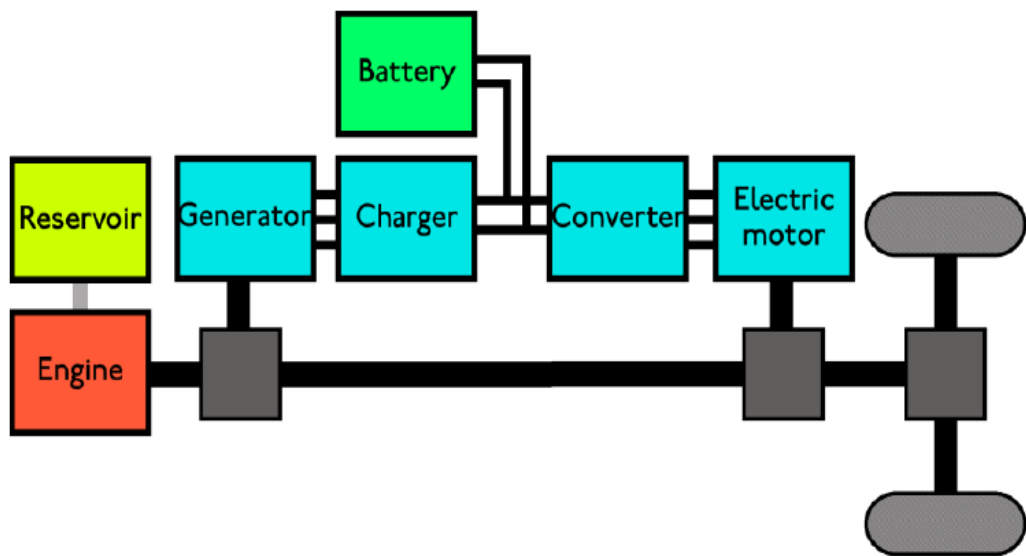 Battery
Reservoir
Generator
Charger
Converter
Electric
motor
Engine